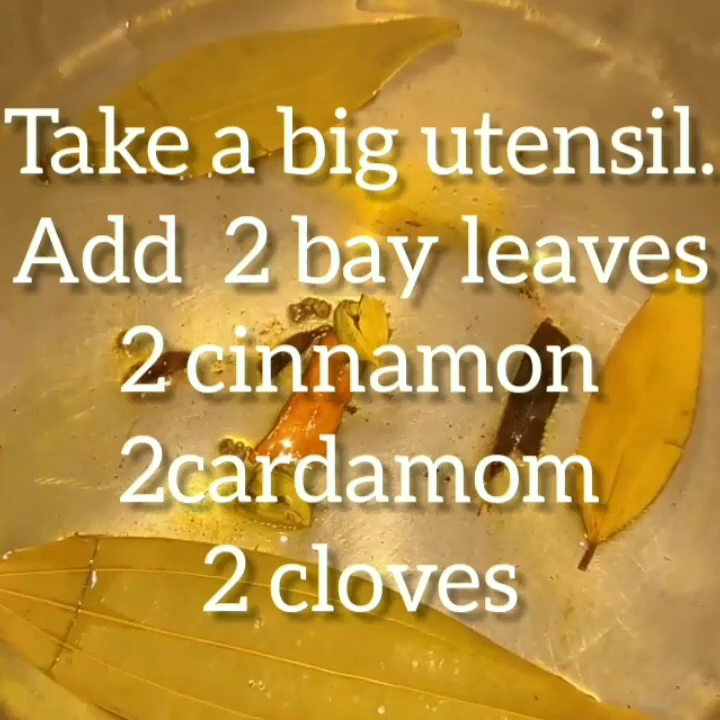 Take a big utensil.
Add 2 bay leaves
2 cinnamon
2cardamom
2 cloves